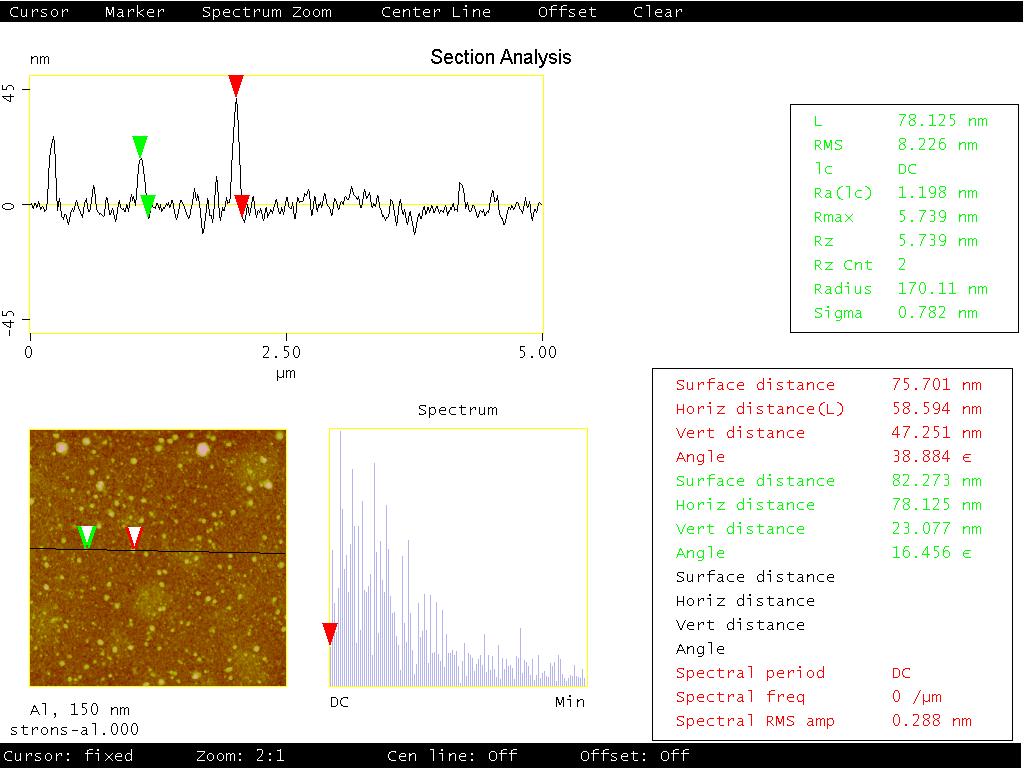 Cursor Marker Spectrum Zoom Center Line Offset Clear
Section Analysis
nm
45
0
-45
0 2.50 5.00
µm
L 78.125 nm
RMS 8.226 nm
lc DC
Ra(lc) 1.198 nm
Rmax 5.739 nm
Rz 5.739 nm
Rz Cnt 2
Radius 170.11 nm
Sigma 0.782 nm
Surface distance 75.701 nm
Horiz distance(L) 58.594 nm
Vert distance 47.251 nm
Angle 38.884 є
Surface distance 82.273 nm
Horiz distance 78.125 nm
Vert distance 23.077 nm
Angle 16.456 є
Surface distance
Horiz distance
Vert distance
Angle
Spectral period DC
Spectral freq 0 /µm
Spectral RMS amp 0.288 nm
Spectrum
DC Min
Al, 150 nm
strons-al.000
Cursor: fixed Zoom: 2:1 Cen line: Off Offset: Off